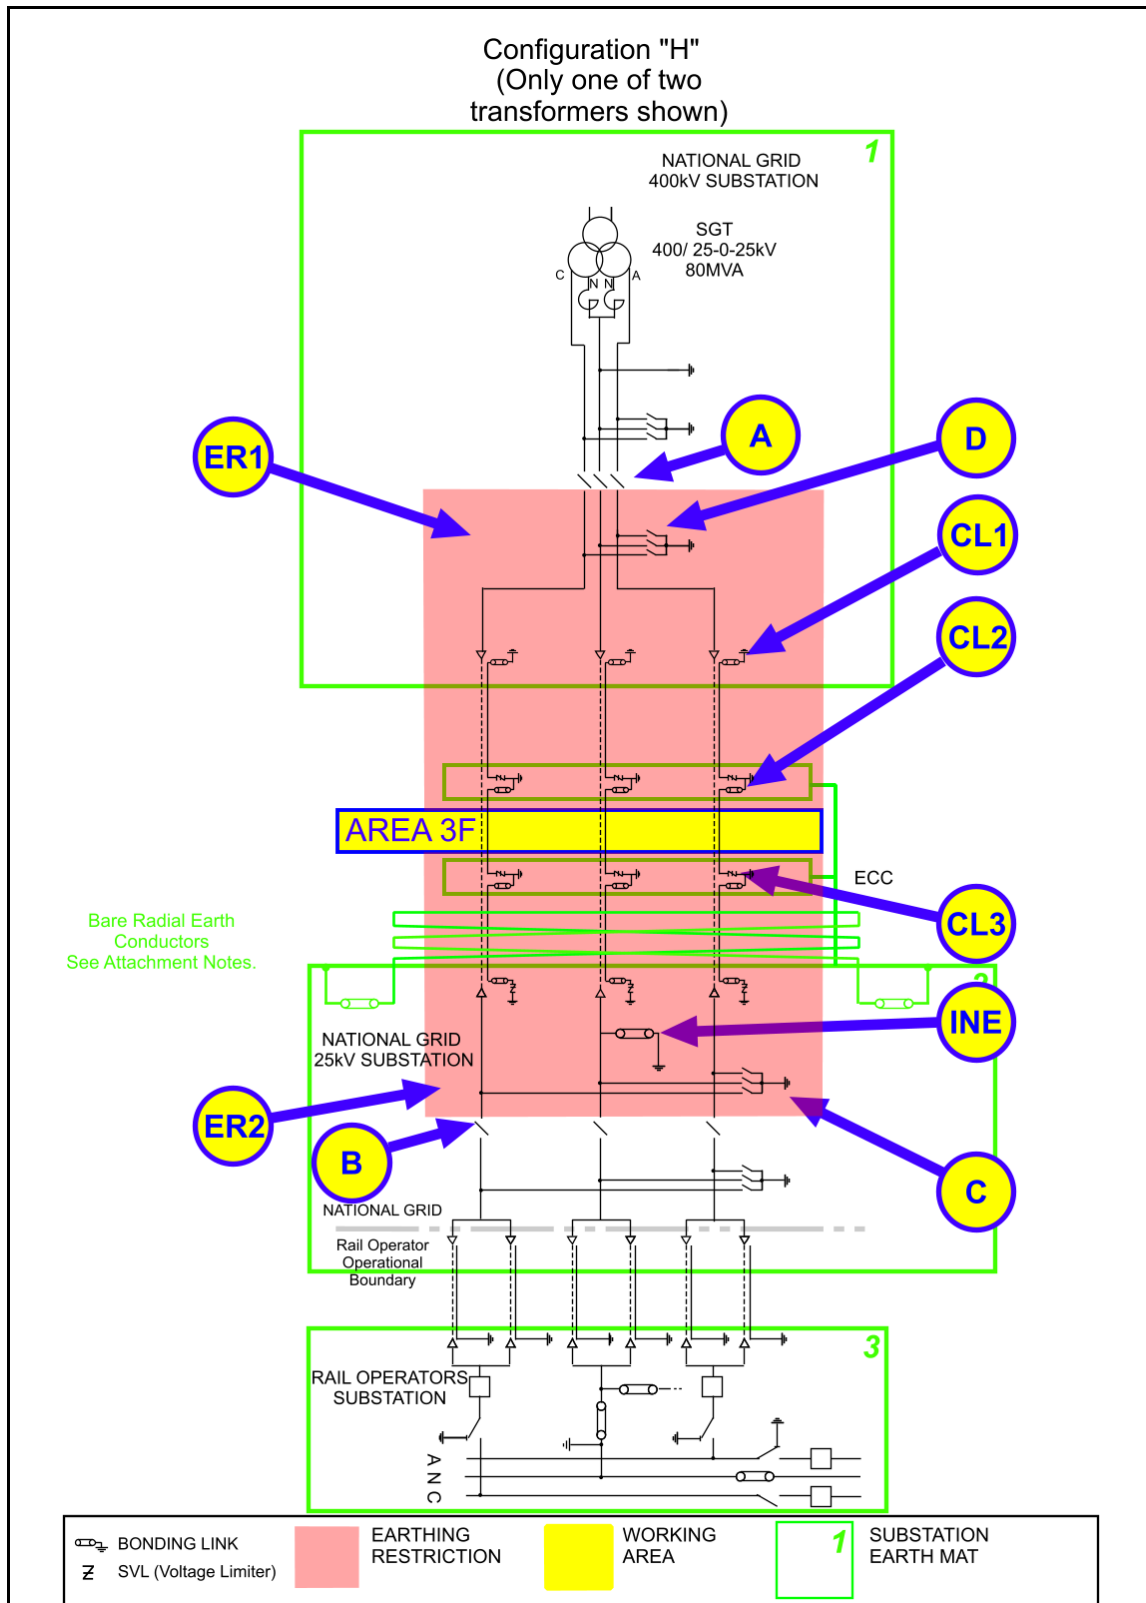 Configuration "H"
(Only one of two
transformers shown)
1
NATIONAL GRID
400kV SUBSTATION
SGT
400/ 25-0-25kV
80MVA
C
N N
A
ER1
A
D
CL1
CL2
AREA 3F
ECC
CL3
Bare Radial Earth
Conductors
See Attachment Notes.
2
INE
NATIONAL GRID
25kV SUBSTATION
ER2
B
C
NATIONAL GRID
Rail Operator
Operational
Boundary
3
RAIL OPERATORS
SUBSTATION
A
N
C
BONDING LINK
SVL (Voltage Limiter)
EARTHING
RESTRICTION
WORKING
AREA
1
SUBSTATION
EARTH MAT